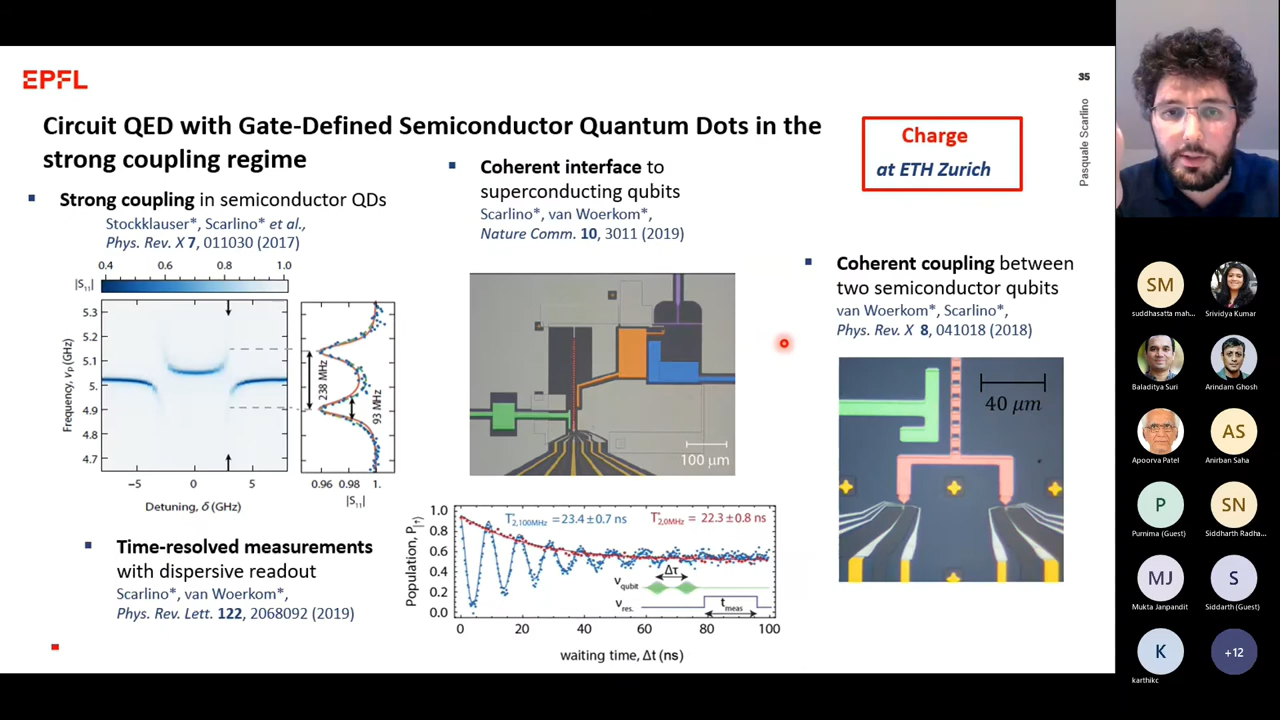 EPFL
35
Pasquale Scarlino
Circuit QED with Gate-Defined Semiconductor Quantum Dots in the
strong coupling regime
Charge
at ETH Zurich
▪ Strong coupling in semiconductor QDs
Stockklauser*, Scarlino* et al.,
Phys. Rev. X 7, 011030 (2017)
0.4 0.8 1.0
|S₁₁|
5.3
5.2
5.1
5.
4.9
4.8
4.7
Frequency, νₚ (GHz)
−5 0 5
Detuning, δ (GHz)
238 MHz
93 MHz
0.96 0.98 1.
|S₁₁|
▪ Time-resolved measurements
with dispersive readout
Scarlino*, van Woerkom*,
Phys. Rev. Lett. 122, 2068092 (2019)
▪ Coherent interface to
superconducting qubits
Scarlino*, van Woerkom*,
Nature Comm. 10, 3011 (2019)
100 μm
Population, P|↑⟩
1.0
0.8
0.6
0.4
0.2
0.0
T*2,100MHz = 23.4±0.7 ns
T*2,0MHz = 22.3±0.8 ns
Δτ
νqubit
νres.
tmeas
0 20 40 60 80 100
waiting time, Δt (ns)
▪ Coherent coupling between
two semiconductor qubits
van Woerkom*, Scarlino*,
Phys. Rev. X 8, 041018 (2018)
40 μm
SM
suddhasatta mah...
Srividya Kumar
Baladitya Suri
Arindam Ghosh
Apoorva Patel
AS
Anirban Saha
P
Purnima (Guest)
SN
Siddharth Radha...
MJ
Mukta Janpandit
S
Siddarth (Guest)
K
karthikc
+12